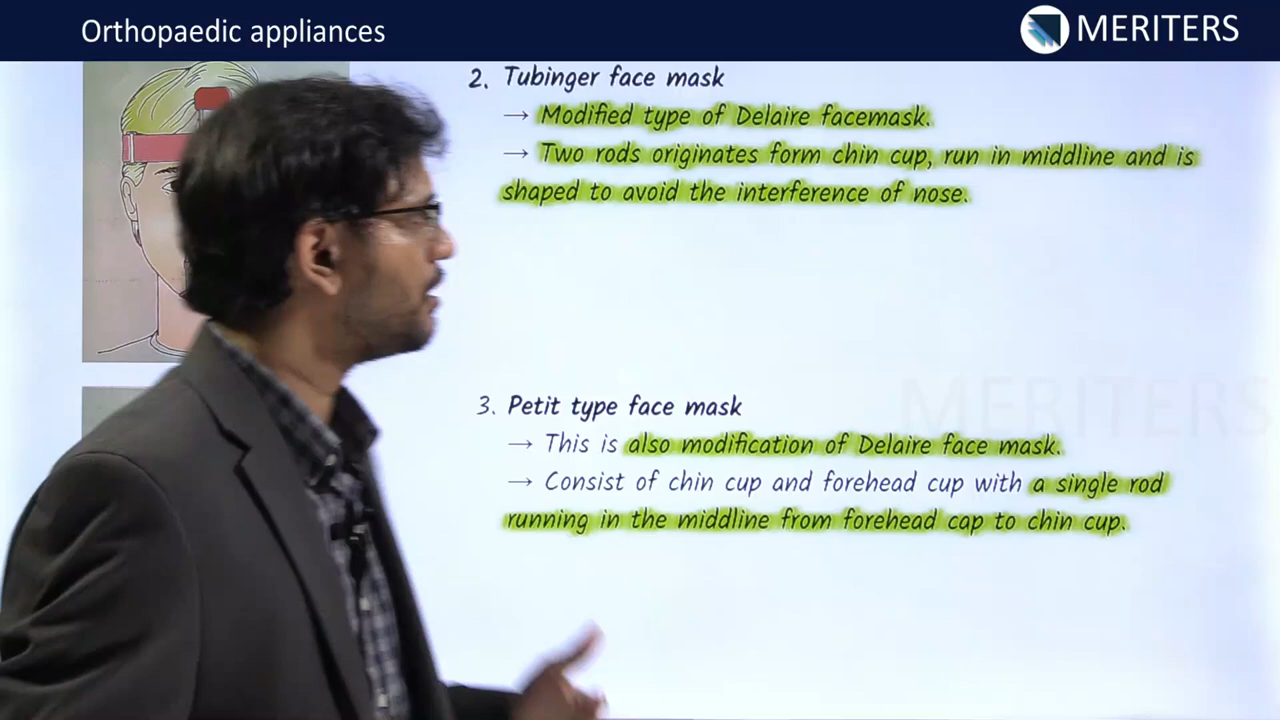 Orthopaedic appliances
MERITERS
2. Tubinger face mask
→ Modified type of Delaire facemask.
→ Two rods originates form chin cup, run in middline and is
shaped to avoid the interference of nose.
MERITERS
3. Petit type face mask
→ This is also modification of Delaire face mask.
→ Consist of chin cup and forehead cup with a single rod
running in the middline from forehead cap to chin cup.